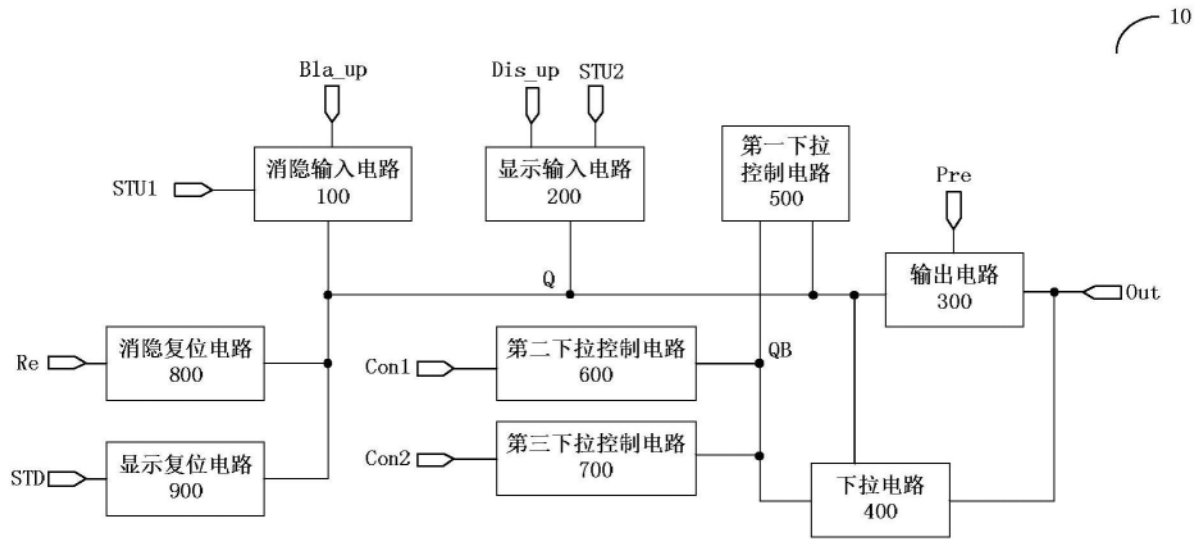 10
Bla_up
Dis_up
STU2
STU1
消隐输入电路
100
显示输入电路
200
第一下拉
控制电路
500
Pre
Q
输出电路
300
Out
Re
消隐复位电路
800
Con1
第二下拉控制电路
600
QB
STD
显示复位电路
900
Con2
第三下拉控制电路
700
下拉电路
400